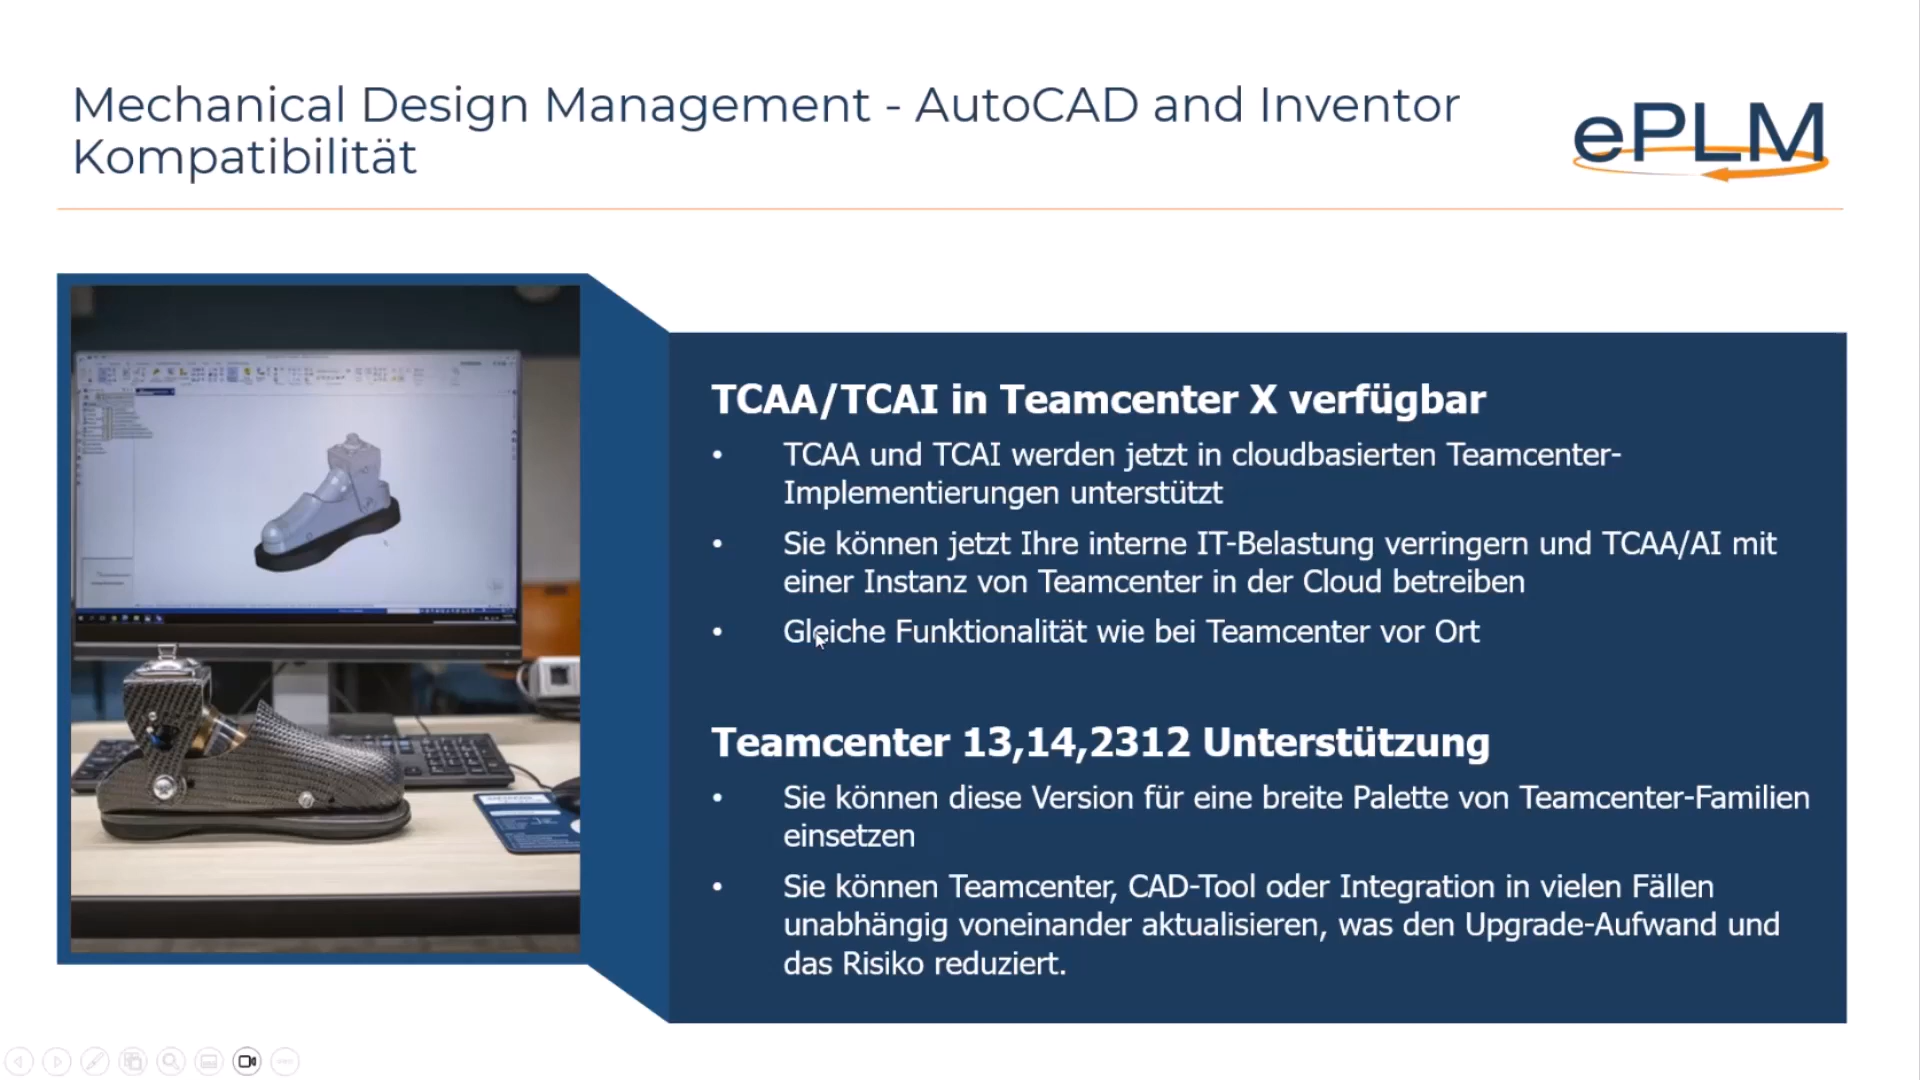 Mechanical Design Management - AutoCAD and Inventor
Kompatibilität
ePLM
TCAA/TCAI in Teamcenter X verfügbar
• TCAA und TCAI werden jetzt in cloudbasierten Teamcenter-
Implementierungen unterstützt
• Sie können jetzt Ihre interne IT-Belastung verringern und TCAA/AI mit
einer Instanz von Teamcenter in der Cloud betreiben
• Gleiche Funktionalität wie bei Teamcenter vor Ort
Teamcenter 13,14,2312 Unterstützung
• Sie können diese Version für eine breite Palette von Teamcenter-Familien
einsetzen
• Sie können Teamcenter, CAD-Tool oder Integration in vielen Fällen
unabhängig voneinander aktualisieren, was den Upgrade-Aufwand und
das Risiko reduziert.